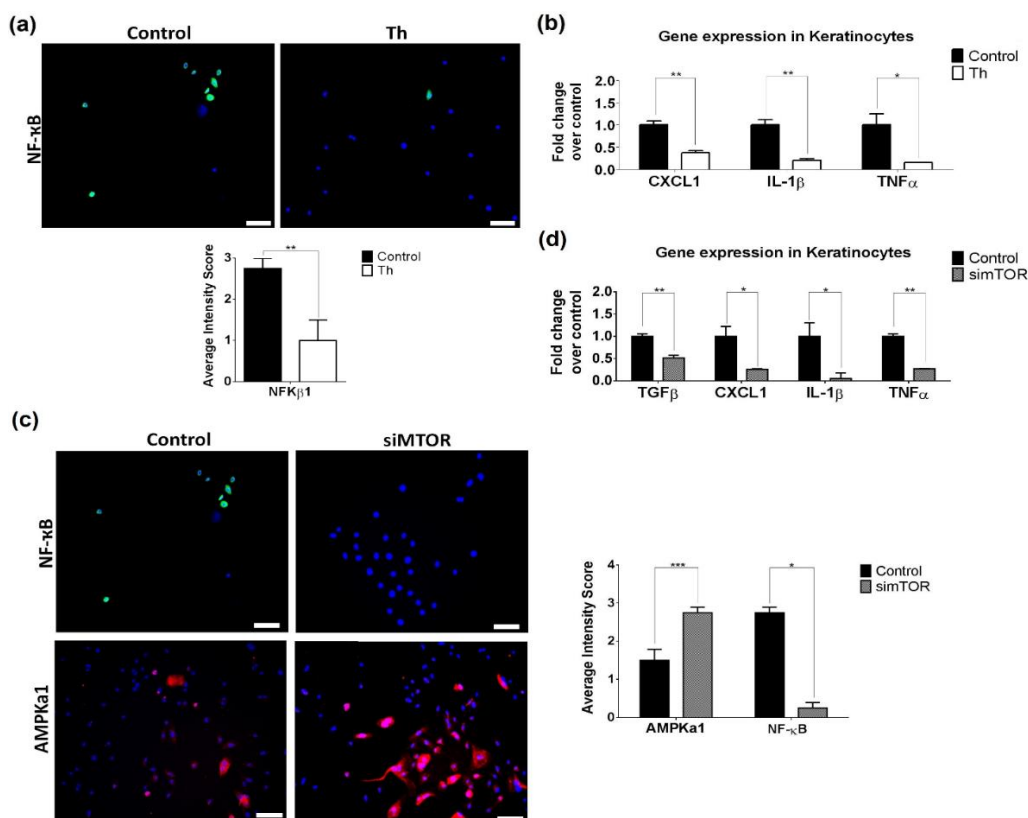 (a)
Control
Th
NF-κB
Average Intensity Score
3
2
1
0
**
Control
Th
NFKβ1
(b)
Gene expression in Keratinocytes
Control
Th
Fold change
over control
2.0
1.5
1.0
0.5
0.0
**
**
*
CXCL1
IL-1β
TNFα
(d)
Gene expression in Keratinocytes
Control
simTOR
Fold change
over control
2.0
1.5
1.0
0.5
0.0
**
*
*
**
TGFβ
CXCL1
IL-1β
TNFα
(c)
Control
siMTOR
NF-κB
AMPKa1
Average Intensity Score
4
3
2
1
0
***
*
Control
simTOR
AMPKa1
NF-κB